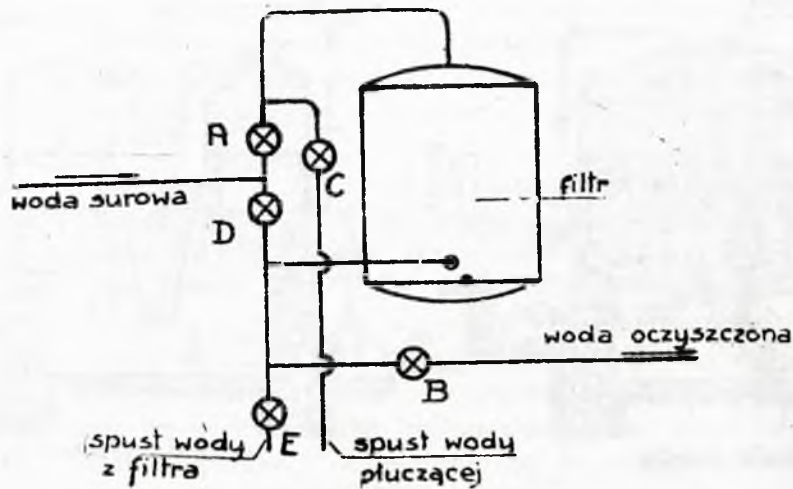 A
C
woda surowa
D
filtr
woda oczyszczona
B
E
spust wody
z filtra
spust wody
płuczącej